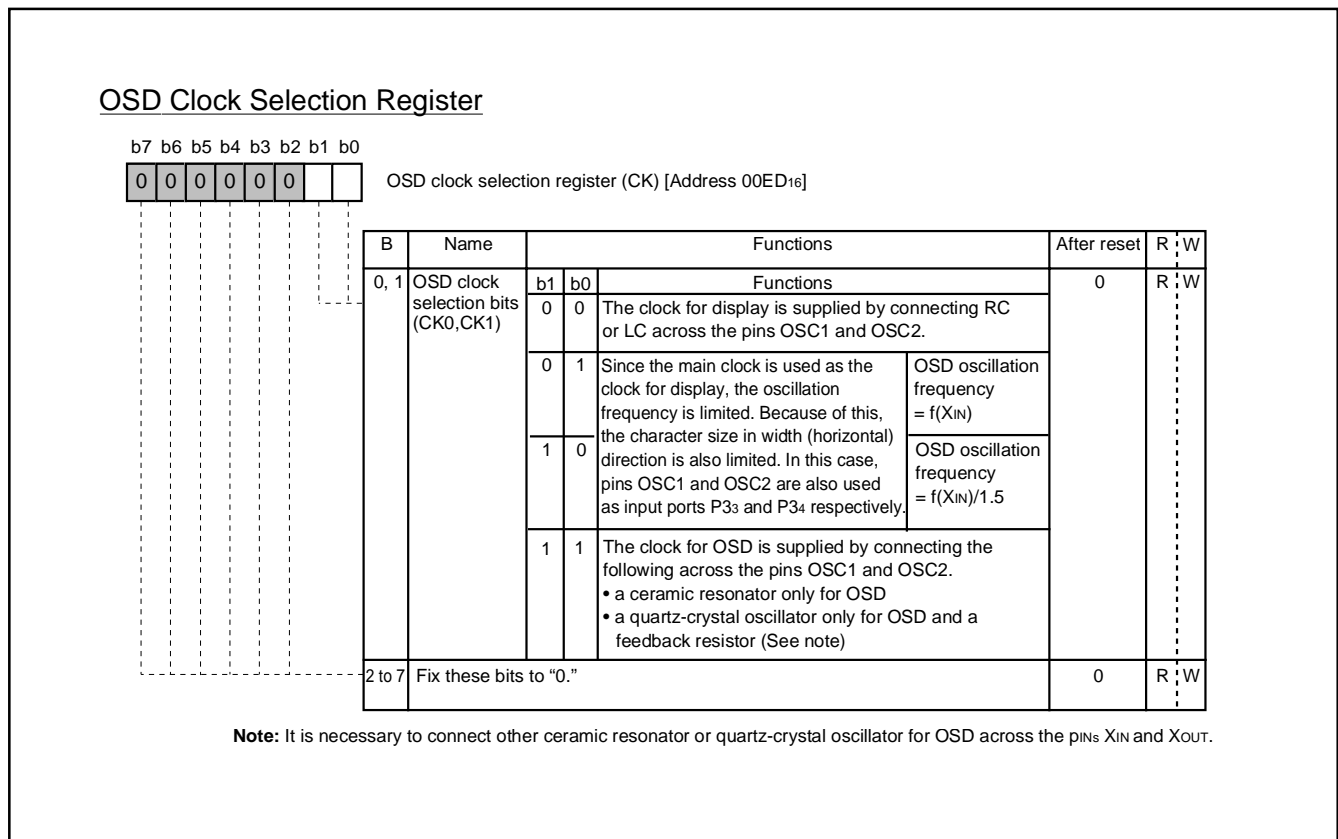 OSD Clock Selection Register
b7 b6 b5 b4 b3 b2 b1 b0
0 0 0 0 0 0
OSD clock selection register (CK) [Address 00ED16]
B Name Functions After reset R W
0, 1 OSD clock selection bits (CK0,CK1) 0 R W
b1 b0 Functions
0 0 The clock for display is supplied by connecting RC
or LC across the pins OSC1 and OSC2.
0 1 Since the main clock is used as the
clock for display, the oscillation
frequency is limited. Because of this,
the character size in width (horizontal)
direction is also limited. In this case,
pins OSC1 and OSC2 are also used
as input ports P33 and P34 respectively.
OSD oscillation
frequency
= f(XIN)
1 0
OSD oscillation
frequency
= f(XIN)/1.5
1 1 The clock for OSD is supplied by connecting the
following across the pins OSC1 and OSC2.
• a ceramic resonator only for OSD
• a quartz-crystal oscillator only for OSD and a
feedback resistor (See note)
2 to 7 Fix these bits to “0.” 0 R W
Note: It is necessary to connect other ceramic resonator or quartz-crystal oscillator for OSD across the pINs XIN and XOUT.